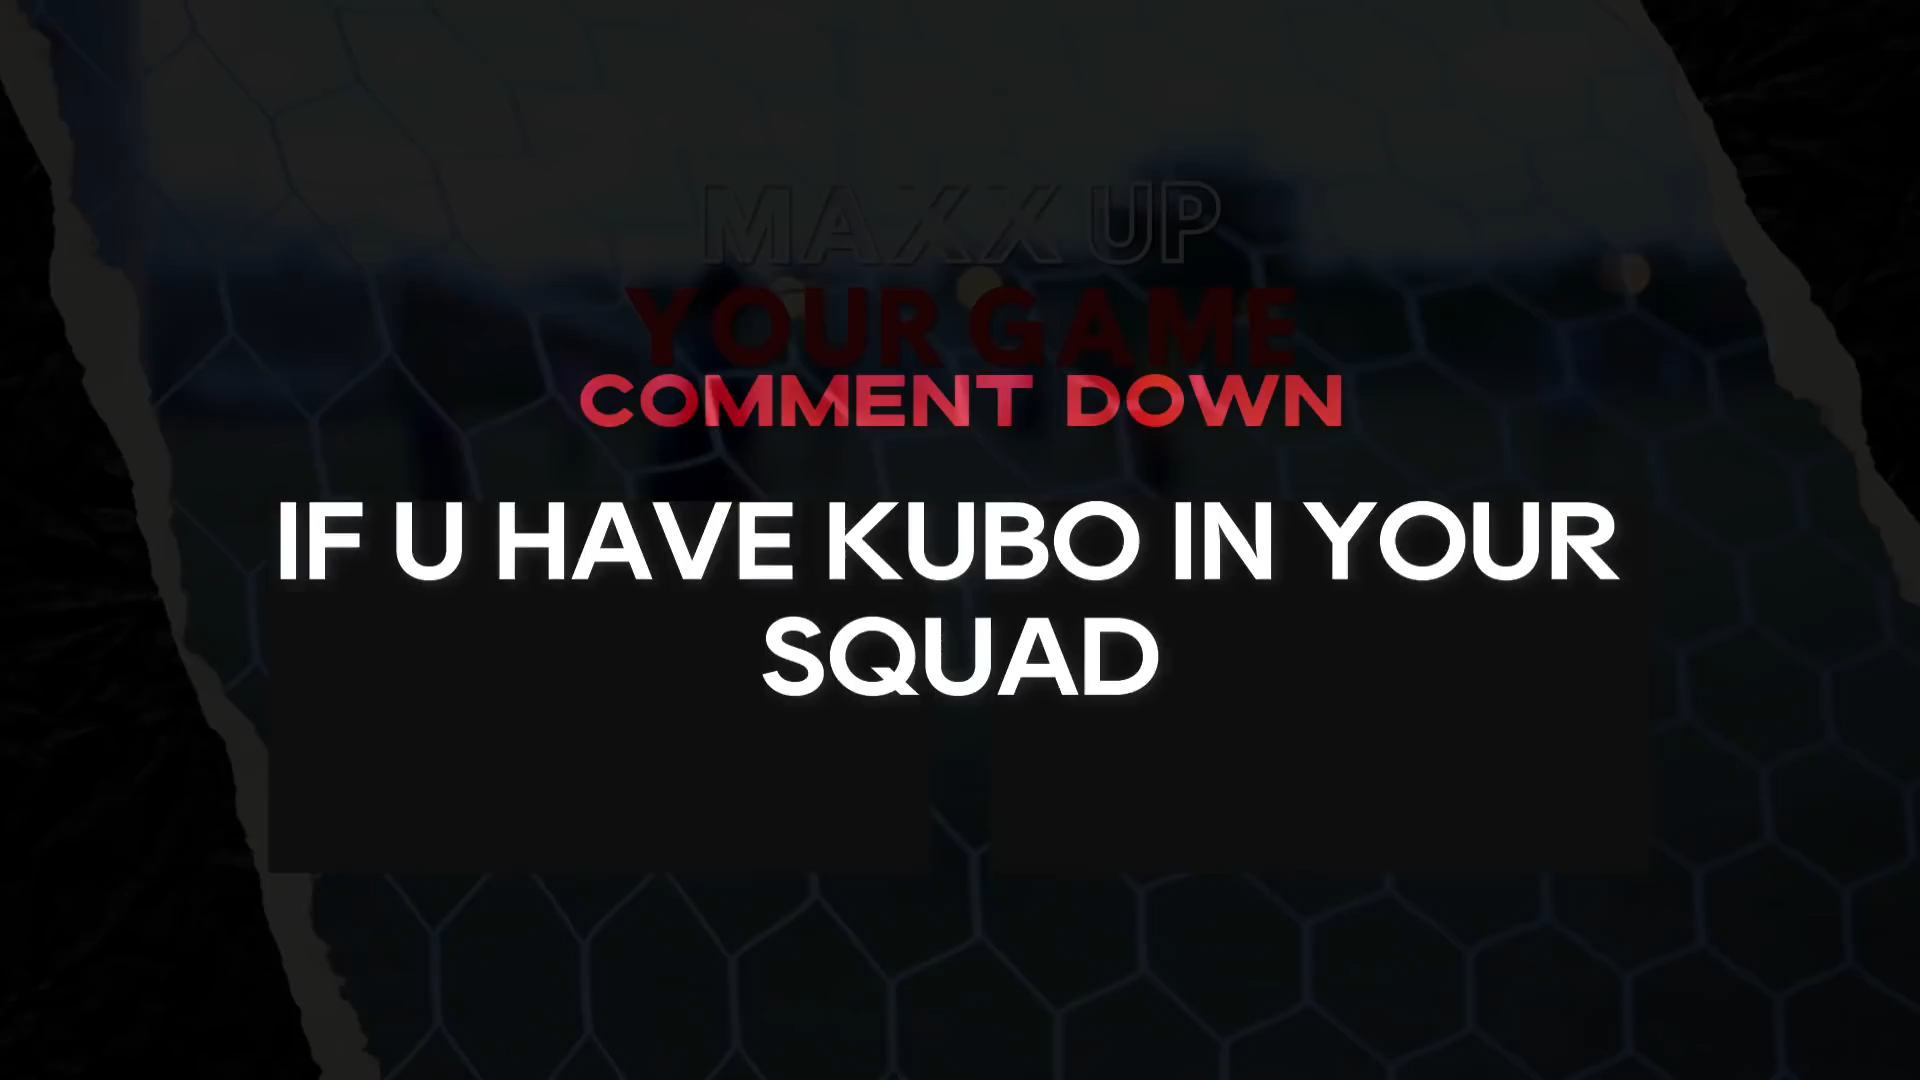 MAXX UP
YOUR GAME
COMMENT DOWN
IF U HAVE KUBO IN YOUR
SQUAD